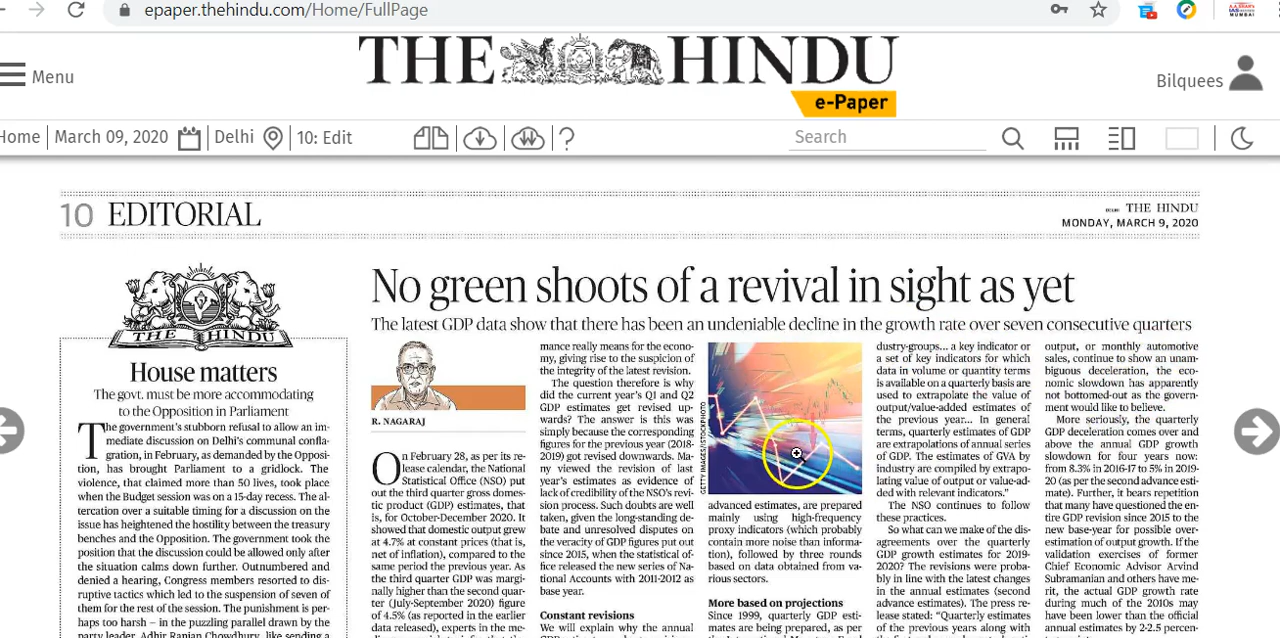 epaper.thehindu.com/Home/FullPage
A.A.SHAH'S
IAS
MUMBAI
Menu
THE HINDU
e-Paper
Bilquees
Home
March 09, 2020
Delhi
10: Edit
?
Search
10 EDITORIAL
DELHI THE HINDU
MONDAY, MARCH 9, 2020
THE HINDU
House matters
The govt. must be more accommodating
to the Opposition in Parliament
The government's stubborn refusal to allow an im-
mediate discussion on Delhi's communal confla-
gration, in February, as demanded by the Opposi-
tion, has brought Parliament to a gridlock. The
violence, that claimed more than 50 lives, took place
when the Budget session was on a 15-day recess. The al-
tercation over a suitable timing for a discussion on the
issue has heightened the hostility between the treasury
benches and the Opposition. The government took the
position that the discussion could be allowed only after
the situation calms down further. Outnumbered and
denied a hearing, Congress members resorted to dis-
ruptive tactics which led to the suspension of seven of
them for the rest of the session. The punishment is per-
haps too harsh – in the puzzling parallel drawn by the
party leader, Adhir Ranjan Chowdhury, like sending a
No green shoots of a revival in sight as yet
The latest GDP data show that there has been an undeniable decline in the growth rate over seven consecutive quarters
R. NAGARAJ
On February 28, as per its re-
lease calendar, the National
Statistical Office (NSO) put
out the third quarter gross domes-
tic product (GDP) estimates, that
is, for October-December 2020. It
showed that domestic output grew
at 4.7% at constant prices (that is,
net of inflation), compared to the
same period the previous year. As
the third quarter GDP was margi-
nally higher than the second quar-
ter (July-September 2020) figure
of 4.5% (as reported in the earlier
data released), experts in the me-
mance really means for the econo-
my, giving rise to the suspicion of
the integrity of the latest revision.
The question therefore is why
did the current year's Q1 and Q2
GDP estimates get revised up-
wards? The answer is this was
simply because the corresponding
figures for the previous year (2018-
2019) got revised downwards. Ma-
ny viewed the revision of last
year's estimates as evidence of
lack of credibility of the NSO's revi-
sion process. Such doubts are well
taken, given the long-standing de-
bate and unresolved disputes on
the veracity of GDP figures put out
since 2015, when the statistical of-
fice released the new series of Na-
tional Accounts with 2011-2012 as
base year.
Constant revisions
We will explain why the annual
GETTY IMAGES/ISTOCKPHOTO
advanced estimates, are prepared
mainly using high-frequency
proxy indicators (which probably
contain more noise than informa-
tion), followed by three rounds
based on data obtained from va-
rious sectors.
More based on projections
Since 1999, quarterly GDP esti-
mates are being prepared, as per
dustry-groups... a key indicator or
a set of key indicators for which
data in volume or quantity terms
is available on a quarterly basis are
used to extrapolate the value of
output/value-added estimates of
the previous year... In general
terms, quarterly estimates of GDP
are extrapolations of annual series
of GDP. The estimates of GVA by
industry are compiled by extrapo-
lating value of output or value-ad-
ded with relevant indicators."
The NSO continues to follow
these practices.
So what can we make of the dis-
agreements over the quarterly
GDP growth estimates for 2019-
2020? The revisions were proba-
bly in line with the latest changes
in the annual estimates (second
advance estimates). The press re-
lease stated: "Quarterly estimates
of the previous years along with
output, or monthly automotive
sales, continue to show an unam-
biguous deceleration, the eco-
nomic slowdown has apparently
not bottomed-out as the govern-
ment would like to believe.
More seriously, the quarterly
GDP deceleration comes over and
above the annual GDP growth
slowdown for four years now:
from 8.3% in 2016-17 to 5% in 2019-
20 (as per the second advance esti-
mate). Further, it bears repetition
that many have questioned the en-
tire GDP revision since 2015 to the
new base-year for possible over-
estimation of output growth. If the
validation exercises of former
Chief Economic Advisor Arvind
Subramanian and others have me-
rit, the actual GDP growth rate
during much of the 2010s may
have been lower than the official
annual estimates by 2-2.5 percen-